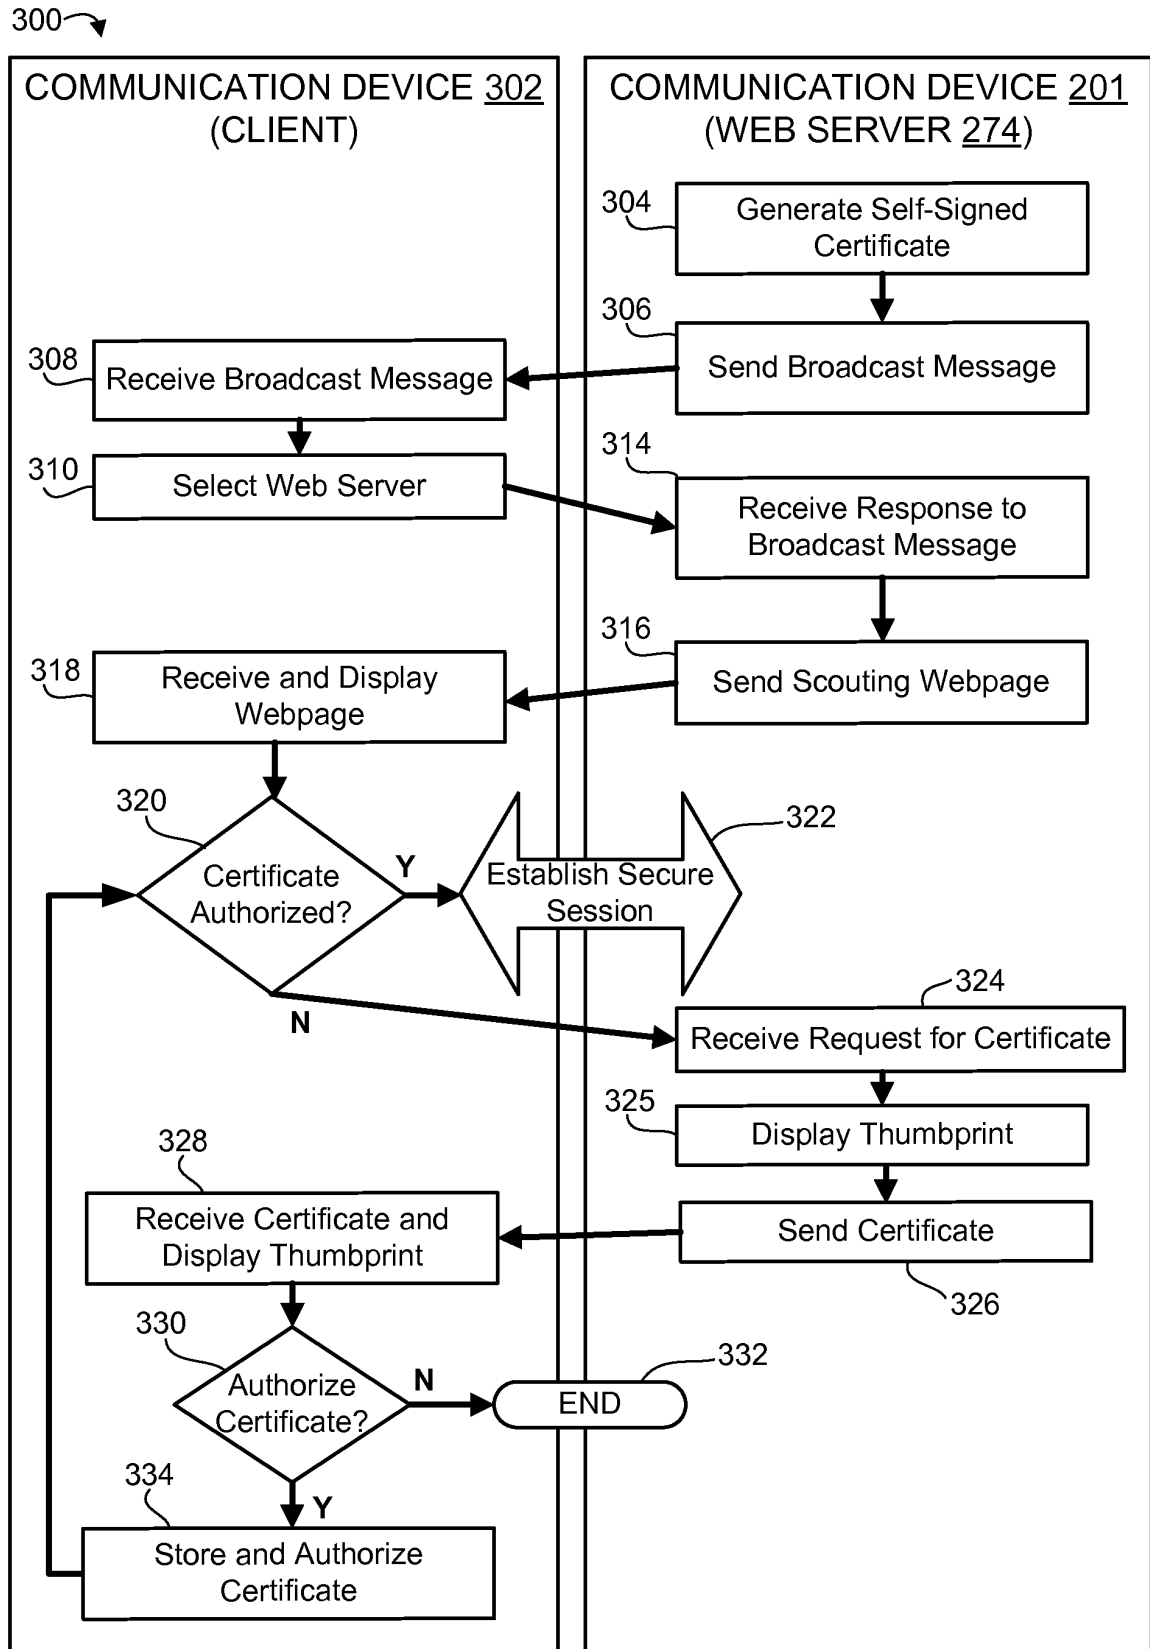 300
COMMUNICATION DEVICE 302
(CLIENT)
COMMUNICATION DEVICE 201
(WEB SERVER 274)
304
Generate Self-Signed
Certificate
306
Send Broadcast Message
308
Receive Broadcast Message
310
Select Web Server
314
Receive Response to
Broadcast Message
316
Send Scouting Webpage
318
Receive and Display
Webpage
320
Certificate
Authorized?
Y
N
322
Establish Secure
Session
324
Receive Request for Certificate
325
Display Thumbprint
Send Certificate
326
328
Receive Certificate and
Display Thumbprint
330
Authorize
Certificate?
N
Y
332
END
334
Store and Authorize
Certificate